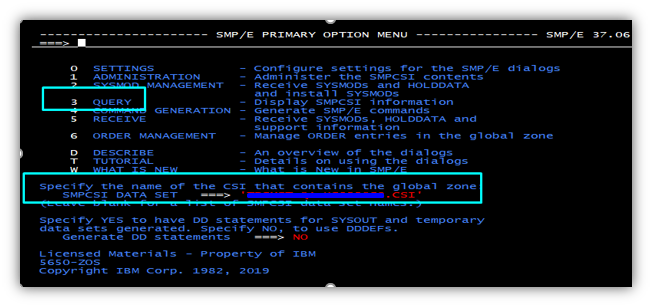 ---------------------- SMP/E PRIMARY OPTION MENU ---------------- SMP/E 37.06
===>
0 SETTINGS - Configure settings for the SMP/E dialogs
1 ADMINISTRATION - Administer the SMPCSI contents
2 SYSMOD MANAGEMENT - Receive SYSMODs and HOLDDATA
and install SYSMODs
3 QUERY - Display SMPCSI information
4 COMMAND GENERATION - Generate SMP/E commands
5 RECEIVE - Receive SYSMODs, HOLDDATA and
support information
6 ORDER MANAGEMENT - Manage ORDER entries in the global zone
D DESCRIBE - An overview of the dialogs
T TUTORIAL - Details on using the dialogs
W WHAT IS NEW - What is New in SMP/E
Specify the name of the CSI that contains the global zone
SMPCSI DATA SET ===> .CSI'
(Leave blank for a list of SMPCSI data set names.)
Specify YES to have DD statements for SYSOUT and temporary
data sets generated. Specify NO, to use DDDEFs.
Generate DD statements ===> NO
Licensed Materials - Property of IBM
5650-ZOS
Copyright IBM Corp. 1982, 2019